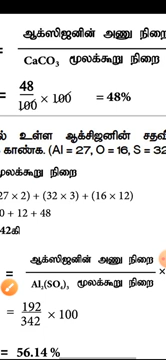 ஆக்ஸிஜனின் அணு நிறை
=
CaCO₃ மூலக்கூறு நிறை
= 48/100 × 100 = 48%
ல் உள்ள ஆக்சிஜனின் சதவீ
காண்க. (Al = 27, O = 16, S = 32
மூலக்கூறு நிறை
27 × 2) + (32 × 3) + (16 × 12)
0 + 12 + 48
42கி
ஆக்ஸிஜனின் அணு நிறை
= ×
Al₂(SO₄)₃ மூலக்கூறு நிறை
= 192/342 × 100
= 56.14 %